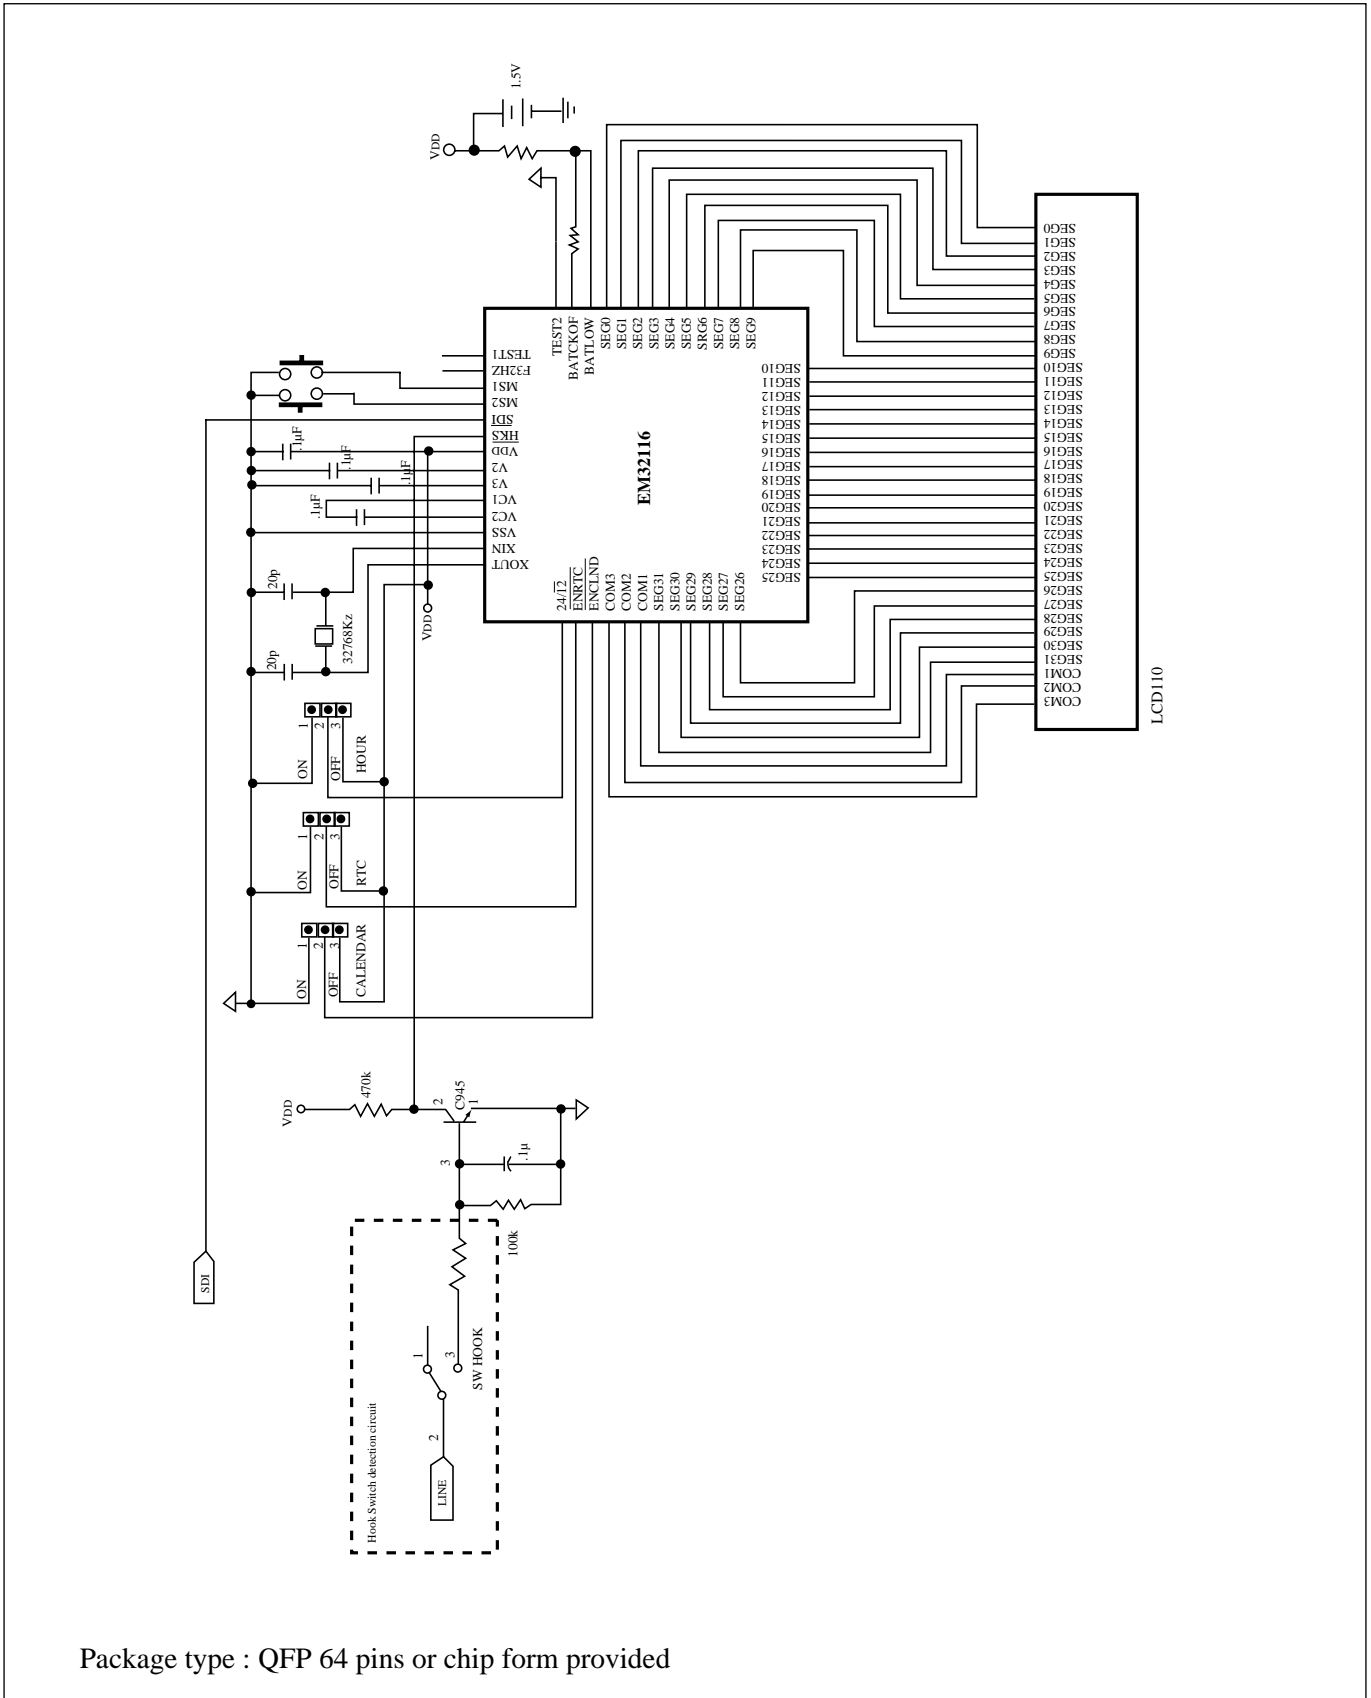 1.5V
VDD
TEST2
BATCKOF
BATLOW
SEG0
SEG1
SEG2
SEG3
SEG4
SEG5
SRG6
SEG7
SEG8
SEG9
TEST1
F32HZ
MS1
MS2
SDI
HKS
VDD
V2
V3
VC1
VC2
VSS
XIN
XOUT
EM32116
SEG10
SEG11
SEG12
SEG13
SEG14
SEG15
SEG16
SEG17
SEG18
SEG19
SEG20
SEG21
SEG22
SEG23
SEG24
SEG25
24/12
ENRTC
ENCLND
COM3
COM2
COM1
SEG31
SEG30
SEG29
SEG28
SEG27
SEG26
SEG0
SEG1
SEG2
SEG3
SEG4
SEG5
SEG6
SEG7
SEG8
SEG9
SEG10
SEG11
SEG12
SEG13
SEG14
SEG15
SEG16
SEG17
SEG18
SEG19
SEG20
SEG21
SEG22
SEG23
SEG24
SEG25
SEG26
SEG27
SEG28
SEG29
SEG30
SEG31
COM1
COM2
COM3
LCD110
.1µF
.1µF
.1µF
.1µF
20p
32768Kz
20p
VDD
1
2
3
ON
OFF
HOUR
1
2
3
ON
OFF
RTC
1
2
3
ON
OFF
CALENDAR
VDD
470k
2
C945
1
3
.1µ
100k
SDI
1
3
SW HOOK
2
LINE
Hook Switch detection circuit
Package type : QFP 64 pins or chip form provided